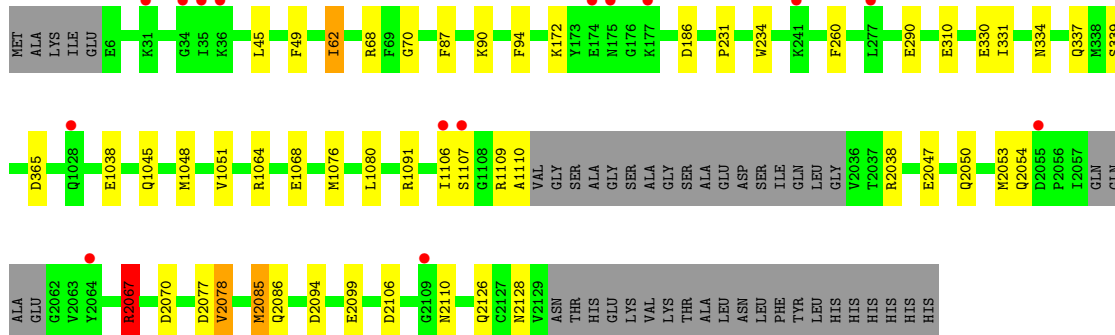 MET ALA LYS ILE GLU E6 K31 G34 I35 K36 L45 F49 I62 R68 F69 G70 F87 K90 F94 K172 Y173 E174 N175 G176 K177 D186 P231 W234 K241 F260 L277 E290 E310 E330 I331 N334 Q337 M338 S339
D365 Q1028 E1038 Q1045 M1048 V1051 R1064 E1068 M1076 L1080 R1091 I1106 S1107 G1108 R1109 A1110 VAL GLY SER ALA GLY SER ALA GLY SER ALA GLU ASP SER ILE GLN LEU GLY V2036 T2037 R2038 E2047 Q2050 M2053 Q2054 D2055 P2056 I2057 GLN GLN
ALA GLU G2062 V2063 Y2064 R2067 D2070 D2077 V2078 M2085 Q2086 D2094 E2099 D2106 G2109 N2110 Q2126 C2127 N2128 V2129 ASN THR HIS GLU LYS VAL LYS THR ALA LEU ASN LEU PHE TYR LEU HIS HIS HIS HIS HIS HIS